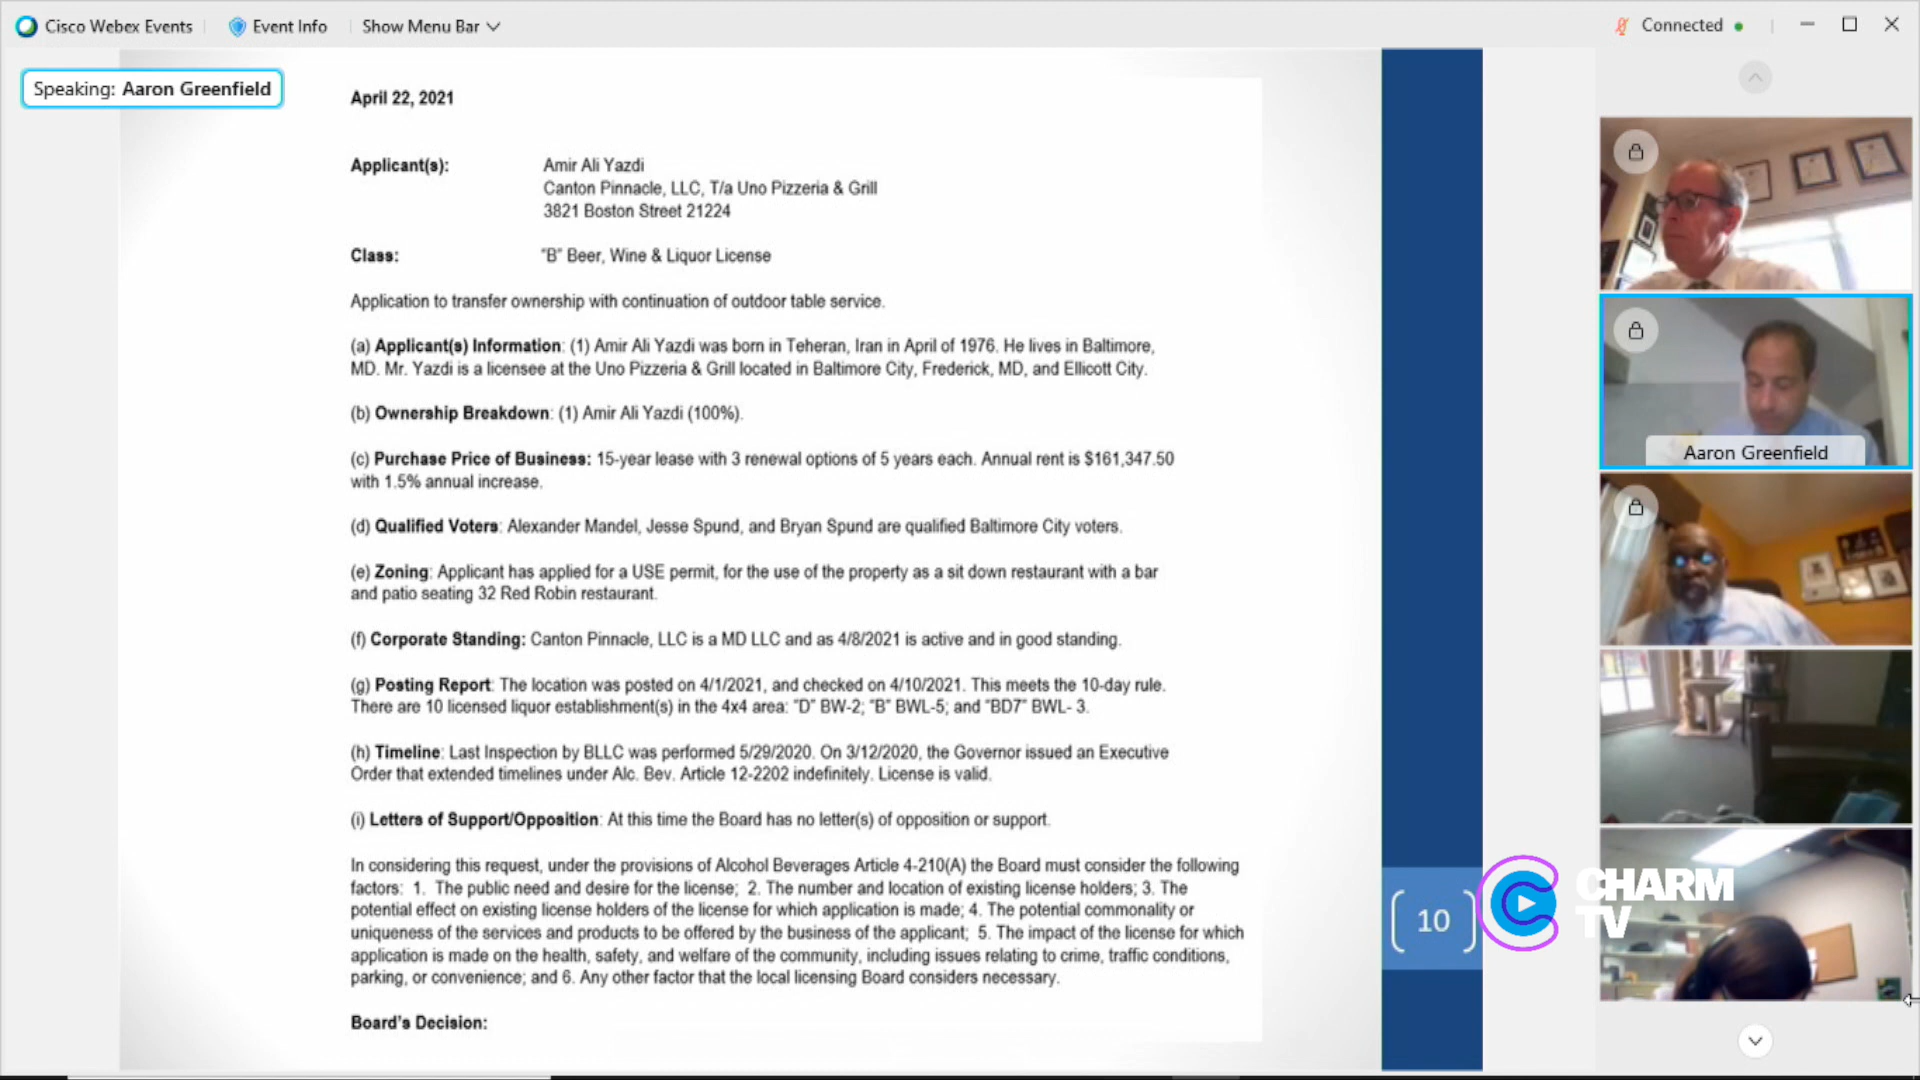 Cisco Webex Events
Event Info
Show Menu Bar
Connected
Speaking: Aaron Greenfield
April 22, 2021
Applicant(s):
Amir Ali Yazdi
Canton Pinnacle, LLC, T/a Uno Pizzeria & Grill
3821 Boston Street 21224
Class:
"B" Beer, Wine & Liquor License
Application to transfer ownership with continuation of outdoor table service.
(a) Applicant(s) Information: (1) Amir Ali Yazdi was born in Teheran, Iran in April of 1976. He lives in Baltimore,
MD. Mr. Yazdi is a licensee at the Uno Pizzeria & Grill located in Baltimore City, Frederick, MD, and Ellicott City.
(b) Ownership Breakdown: (1) Amir Ali Yazdi (100%).
(c) Purchase Price of Business: 15-year lease with 3 renewal options of 5 years each. Annual rent is $161,347.50
with 1.5% annual increase.
(d) Qualified Voters: Alexander Mandel, Jesse Spund, and Bryan Spund are qualified Baltimore City voters.
(e) Zoning: Applicant has applied for a USE permit, for the use of the property as a sit down restaurant with a bar
and patio seating 32 Red Robin restaurant.
(f) Corporate Standing: Canton Pinnacle, LLC is a MD LLC and as 4/8/2021 is active and in good standing.
(g) Posting Report: The location was posted on 4/1/2021, and checked on 4/10/2021. This meets the 10-day rule.
There are 10 licensed liquor establishment(s) in the 4x4 area: "D" BW-2; "B" BWL-5; and "BD7" BWL- 3.
(h) Timeline: Last Inspection by BLLC was performed 5/29/2020. On 3/12/2020, the Governor issued an Executive
Order that extended timelines under Alc. Bev. Article 12-2202 indefinitely. License is valid.
(i) Letters of Support/Opposition: At this time the Board has no letter(s) of opposition or support.
In considering this request, under the provisions of Alcohol Beverages Article 4-210(A) the Board must consider the following
factors: 1. The public need and desire for the license; 2. The number and location of existing license holders; 3. The
potential effect on existing license holders of the license for which application is made; 4. The potential commonality or
uniqueness of the services and products to be offered by the business of the applicant; 5. The impact of the license for which
application is made on the health, safety, and welfare of the community, including issues relating to crime, traffic conditions,
parking, or convenience; and 6. Any other factor that the local licensing Board considers necessary.
Board's Decision:
10
Aaron Greenfield
CHARM
TV